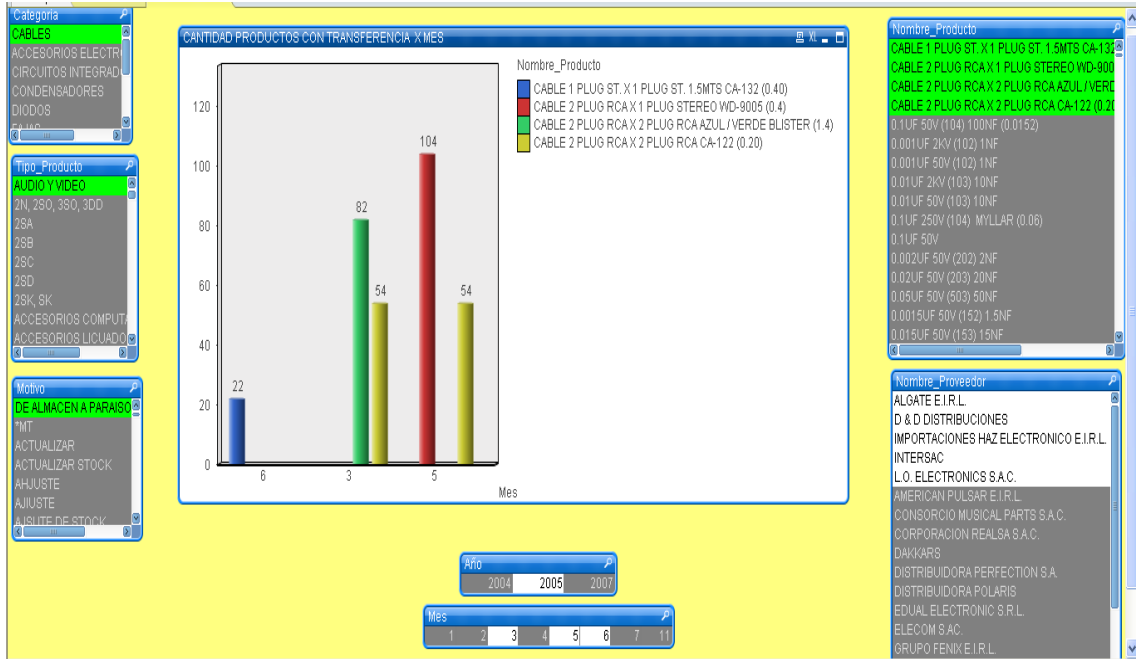 Categoria
CABLES
ACCESORIOS ELECTR
CIRCUITOS INTEGRAD
CONDENSADORES
DIODOS
FAJAS
Tipo_Producto
AUDIO Y VIDEO
2N, 2SO, 3SO, 3DD
2SA
2SB
2SC
2SD
2SK, SK
ACCESORIOS COMPUTA
ACCESORIOS LICUADO
Motivo
DE ALMACEN A PARAISO
*MT
ACTUALIZAR
ACTUALIZAR STOCK
AHJUSTE
AJIUSTE
AJSUTE DE STOCK
CANTIDAD PRODUCTOS CON TRANSFERENCIA X MES
XL
Nombre_Producto
CABLE 1 PLUG ST. X 1 PLUG ST. 1.5MTS CA-132 (0.40)
CABLE 2 PLUG RCA X 1 PLUG STEREO WD-9005 (0.4)
CABLE 2 PLUG RCA X 2 PLUG RCA AZUL / VERDE BLISTER (1.4)
CABLE 2 PLUG RCA X 2 PLUG RCA CA-122 (0.20)
120
100
80
60
40
20
0
22
82
54
104
54
6
3
5
Mes
Año
2004 2005 2007
Mes
1 2 3 4 5 6 7 11
Nombre_Producto
CABLE 1 PLUG ST. X 1 PLUG ST. 1.5MTS CA-132
CABLE 2 PLUG RCA X 1 PLUG STEREO WD-900
CABLE 2 PLUG RCA X 2 PLUG RCA AZUL / VERD
CABLE 2 PLUG RCA X 2 PLUG RCA CA-122 (0.20
0.1UF 50V (104) 100NF (0.0152)
0.001UF 2KV (102) 1NF
0.001UF 50V (102) 1NF
0.01UF 2KV (103) 10NF
0.01UF 50V (103) 10NF
0.1UF 250V (104) MYLLAR (0.06)
0.1UF 50V
0.002UF 50V (202) 2NF
0.02UF 50V (203) 20NF
0.05UF 50V (503) 50NF
0.0015UF 50V (152) 1.5NF
0.015UF 50V (153) 15NF
Nombre_Proveedor
ALGATE E.I.R.L.
D & D DISTRIBUCIONES
IMPORTACIONES HAZ ELECTRONICO E.I.R.L.
INTERSAC
L.O. ELECTRONICS S.A.C.
AMERICAN PULSAR E.I.R.L.
CONSORCIO MUSICAL PARTS S.A.C.
CORPORACION REALSA S.A.C.
DAKKARS
DISTRIBUIDORA PERFECTION S.A.
DISTRIBUIDORA POLARIS
EDUAL ELECTRONIC S.R.L.
ELECOM S.AC.
GRUPO FENIX E.I.R.L.